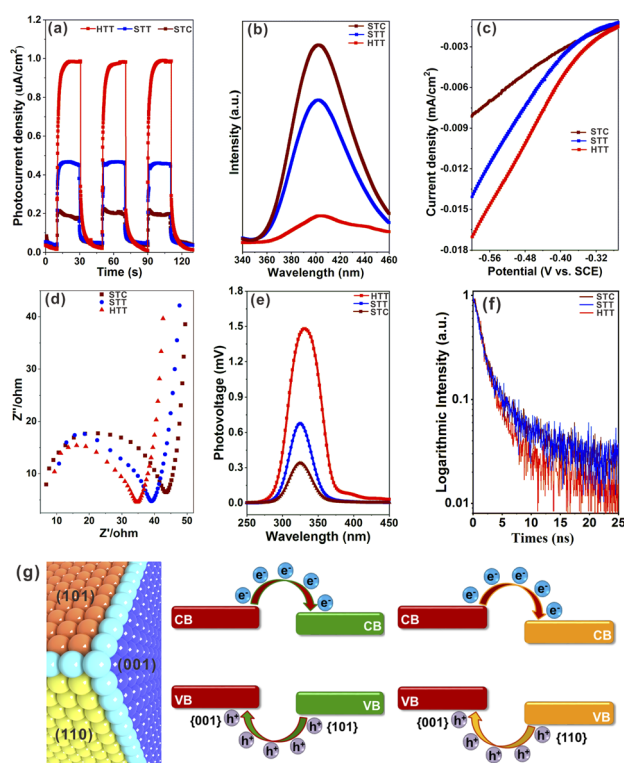 (a)
HTT STT STC
Photocurrent density (uA/cm²)
1.0
0.8
0.6
0.4
0.2
0.0
0 30 60 90 120
Time (s)
(b)
STC
STT
HTT
Intensity (a.u.)
340 360 380 400 420 440 460
Wavelength (nm)
(c)
STC
STT
HTT
Current density (mA/cm²)
-0.003
-0.006
-0.009
-0.012
-0.015
-0.018
-0.56 -0.48 -0.40 -0.32
Potential (V vs. SCE)
(d)
STC
STT
HTT
Z''/ohm
40
30
20
10
0 10 20 30 40 50
Z'/ohm
(e)
HTT
STT
STC
Photovoltage (mV)
1.8
1.5
1.2
0.9
0.6
0.3
0.0
250 300 350 400 450
Wavelength (nm)
(f)
STC
STT
HTT
Logarithmic Intensity (a.u.)
1
0.1
0.01
0 5 10 15 20 25
Times (ns)
(g)
(101)
(001)
(110)
e⁻ e⁻ e⁻ e⁻ e⁻
CB CB
VB VB
{001} {101}
h⁺ h⁺ h⁺ h⁺ h⁺
e⁻ e⁻ e⁻ e⁻ e⁻
CB CB
VB VB
{001} {110}
h⁺ h⁺ h⁺ h⁺ h⁺